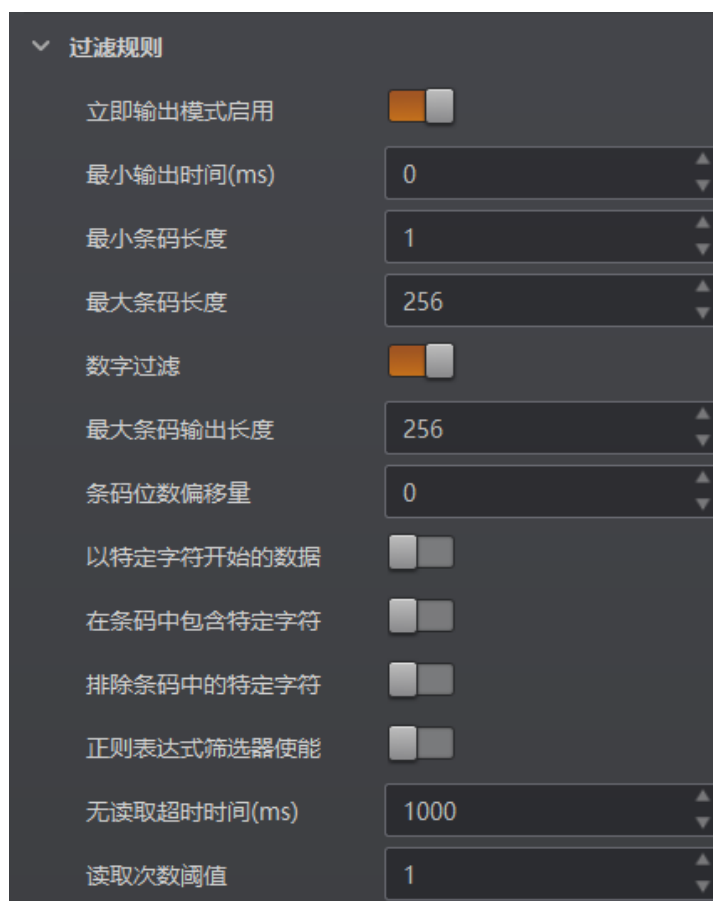 过滤规则
立即输出模式启用
最小输出时间(ms) 0
最小条码长度 1
最大条码长度 256
数字过滤
最大条码输出长度 256
条码位数偏移量 0
以特定字符开始的数据
在条码中包含特定字符
排除条码中的特定字符
正则表达式筛选器使能
无读取超时时间(ms) 1000
读取次数阈值 1